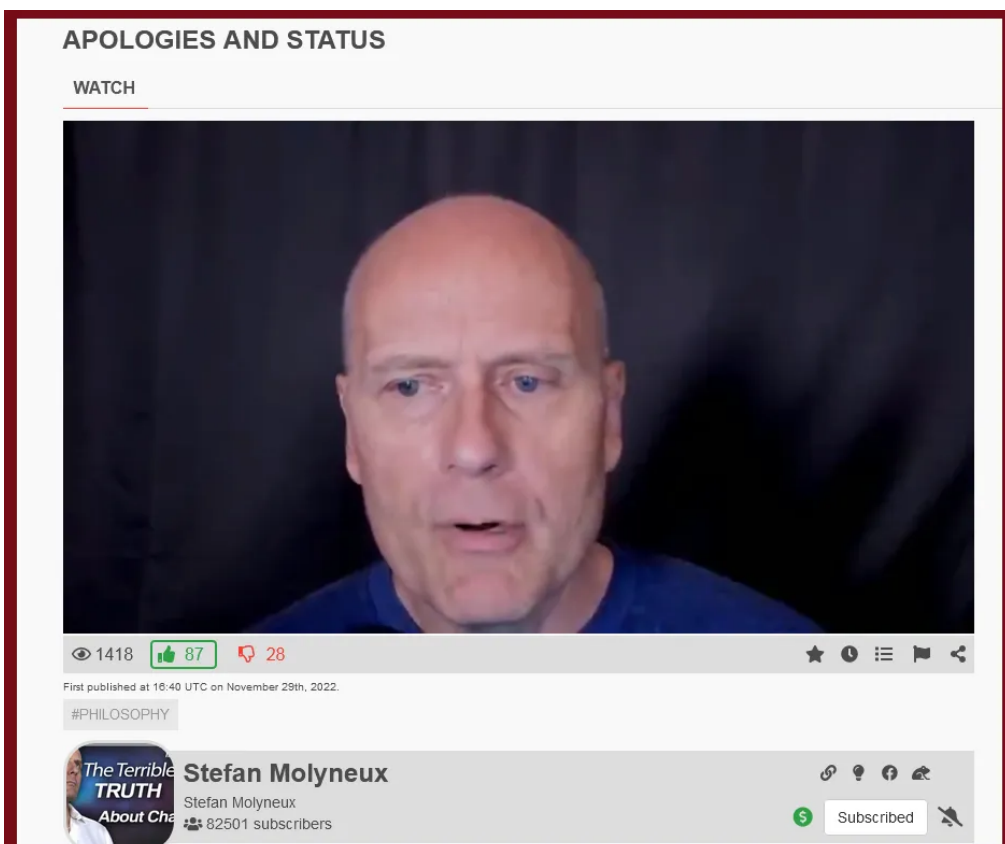 APOLOGIES AND STATUS
WATCH
1418 87 28
First published at 16:40 UTC on November 29th, 2022.
#PHILOSOPHY
The Terrible
TRUTH
About Cha
Stefan Molyneux
Stefan Molyneux
82501 subscribers
$ Subscribed